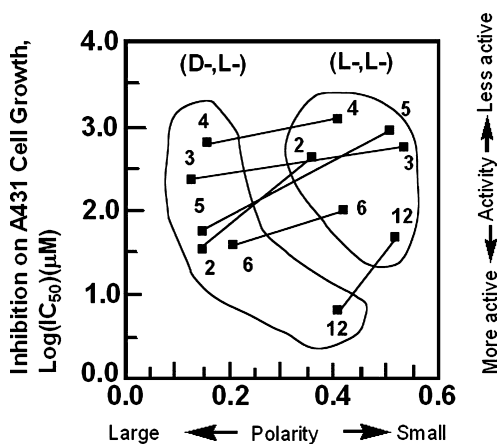 Inhibition on A431 Cell Growth,
Log(IC50)(μM)
4.0
3.0
2.0
1.0
0.0
(D-,L-)
(L-,L-)
4
3
5
2
6
12
4
5
2
3
6
12
0.0
0.2
0.4
0.6
Large
Polarity
Small
More active
Activity
Less active